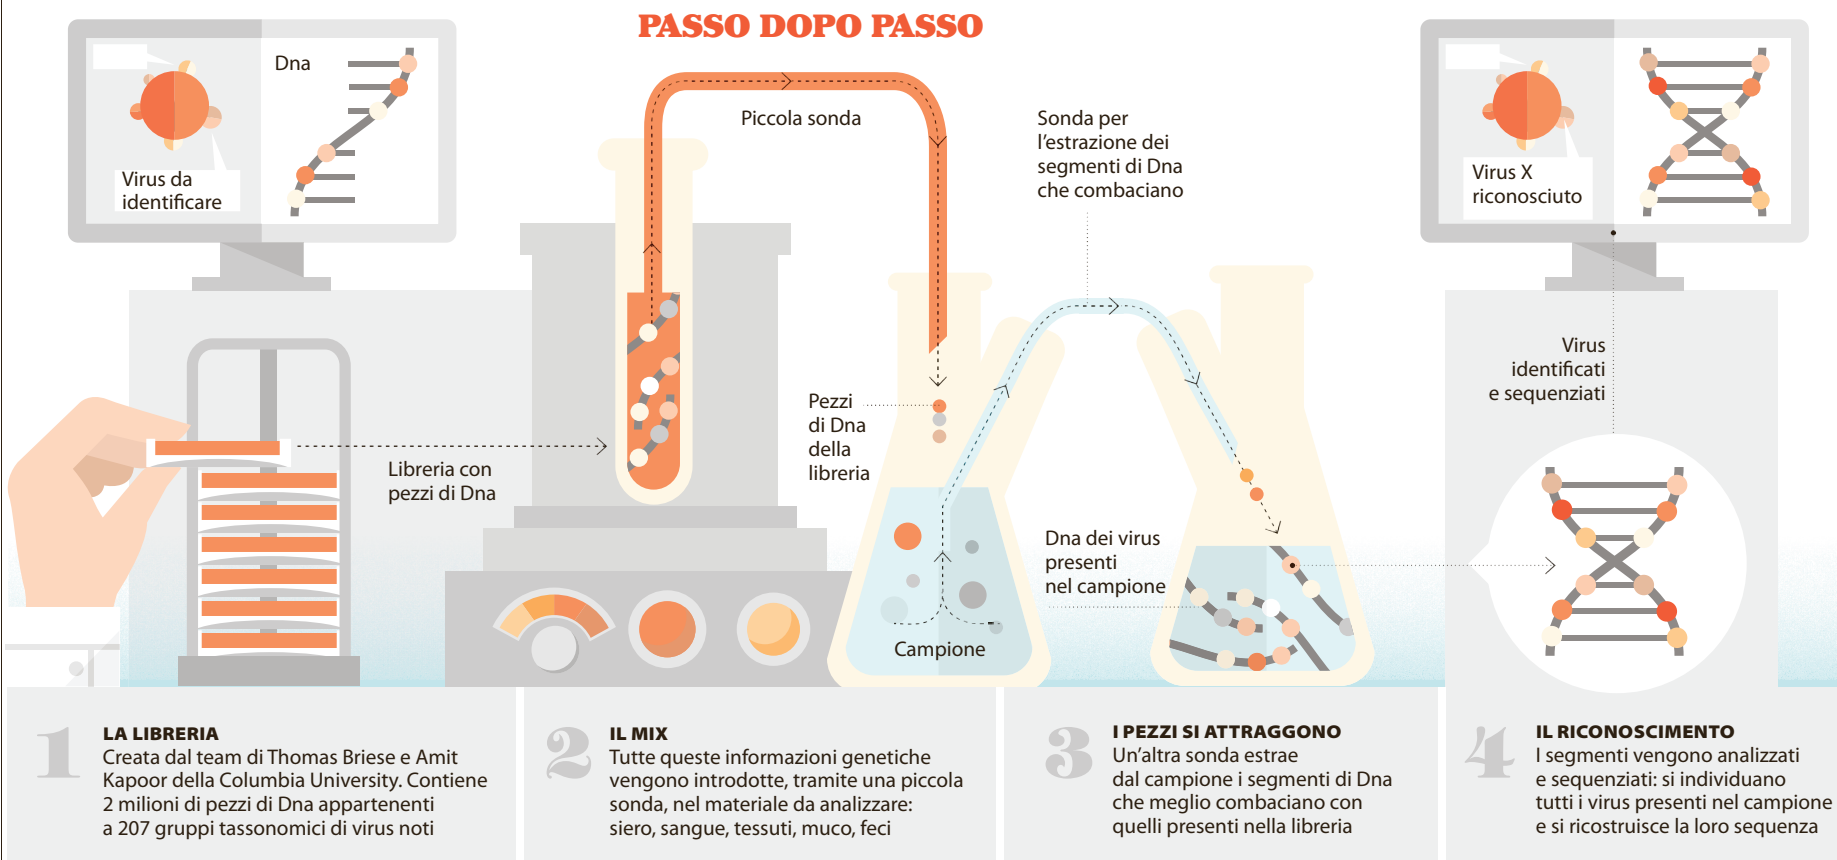 PASSO DOPO PASSO
Dna
Virus da
identificare
Piccola sonda
Sonda per
l’estrazione dei
segmenti di Dna
che combaciano
Virus X
riconosciuto
Libreria con
pezzi di Dna
Pezzi
di Dna
della
libreria
Campione
Dna dei virus
presenti
nel campione
Virus
identificati
e sequenziati
1
LA LIBRERIA
Creata dal team di Thomas Briese e Amit
Kapoor della Columbia University. Contiene
2 milioni di pezzi di Dna appartenenti
a 207 gruppi tassonomici di virus noti
2
IL MIX
Tutte queste informazioni genetiche
vengono introdotte, tramite una piccola
sonda, nel materiale da analizzare:
siero, sangue, tessuti, muco, feci
3
I PEZZI SI ATTRAGGONO
Un’altra sonda estrae
dal campione i segmenti di Dna
che meglio combaciano con
quelli presenti nella libreria
4
IL RICONOSCIMENTO
I segmenti vengono analizzati
e sequenziati: si individuano
tutti i virus presenti nel campione
e si ricostruisce la loro sequenza